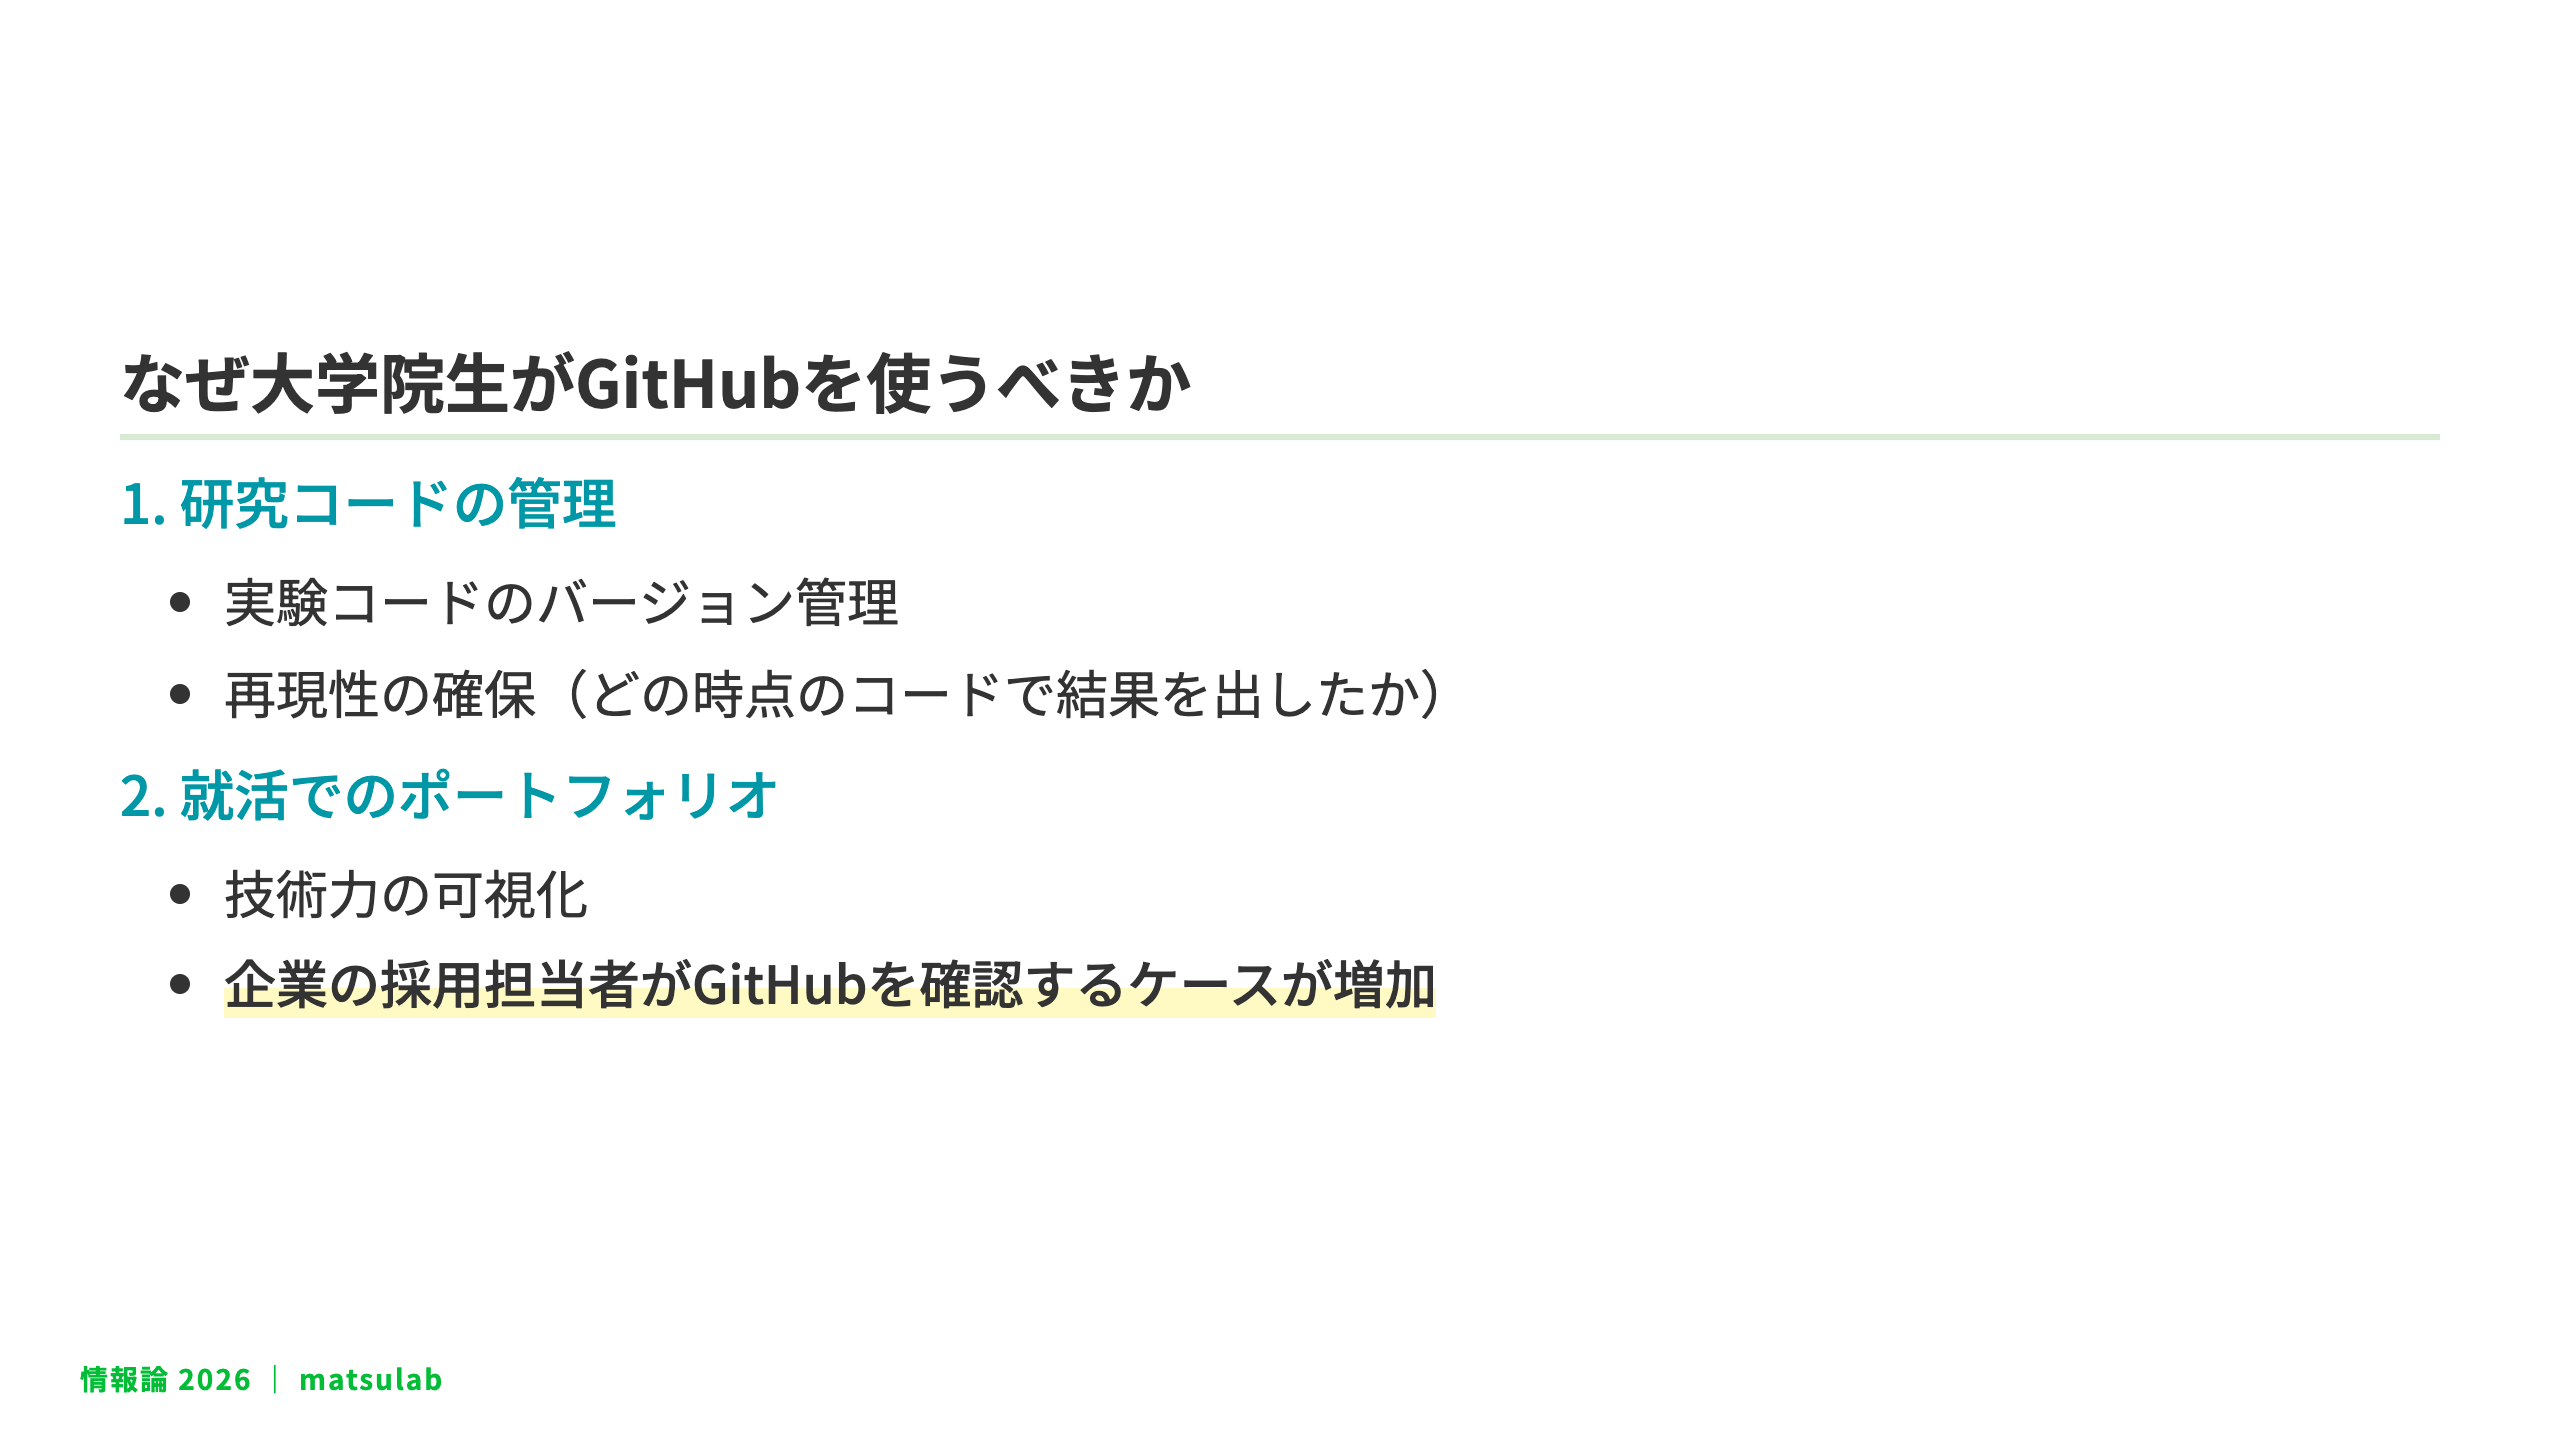 なぜ大学院生がGitHubを使うべきか
1. 研究コードの管理
• 実験コードのバージョン管理
• 再現性の確保（どの時点のコードで結果を出したか）
2. 就活でのポートフォリオ
• 技術力の可視化
• 企業の採用担当者がGitHubを確認するケースが増加
情報論 2026 ｜ matsulab